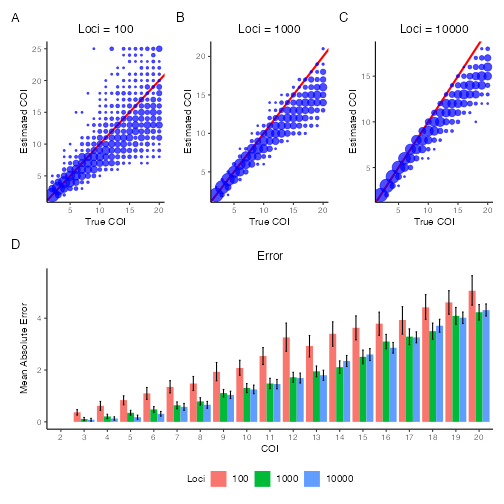 A
B
C
Loci = 100
Loci = 1000
Loci = 10000
Estimated COI
25
20
15
10
5
5
10
15
20
True COI
Estimated COI
20
15
10
5
5
10
15
20
True COI
Estimated COI
15
10
5
5
10
15
20
True COI
D
Error
Mean Absolute Error
4
2
0
2 3 4 5 6 7 8 9 10 11 12 13 14 15 16 17 18 19 20
COI
Loci 100 1000 10000